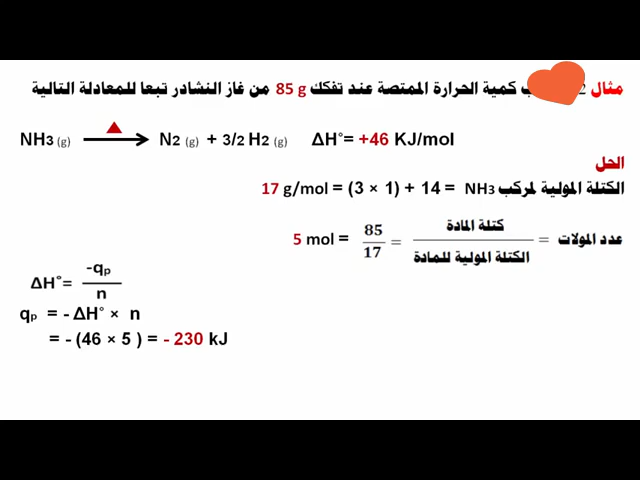 مثال 2 كمية الحرارة الممتصة عند تفكك 85 g من غاز النشادر تبعا للمعادلة التالية
NH3 (g) → N2 (g) + 3/2 H2 (g) ΔH°= +46 KJ/mol
الحل
الكتلة المولية لمركب NH3 = 14 + (1 × 3) = 17 g/mol
عدد المولات = كتلة المادة / الكتلة المولية للمادة = 85 / 17 = 5 mol
ΔH°= -qp / n
qp = - ΔH° × n
= - (46 × 5 ) = - 230 kJ